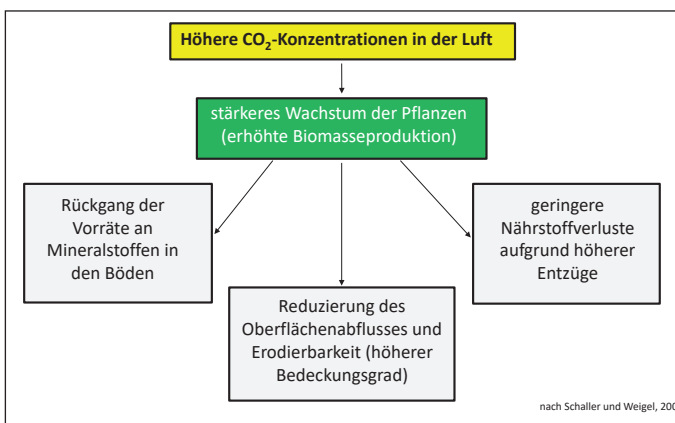 Höhere CO₂-Konzentrationen in der Luft
stärkeres Wachstum der Pflanzen
(erhöhte Biomasseproduktion)
Rückgang der
Vorräte an
Mineralstoffen in
den Böden
Reduzierung des
Oberflächenabflusses und
Erodierbarkeit (höherer
Bedeckungsgrad)
geringere
Nährstoffverluste
aufgrund höherer
Entzüge
nach Schaller und Weigel,